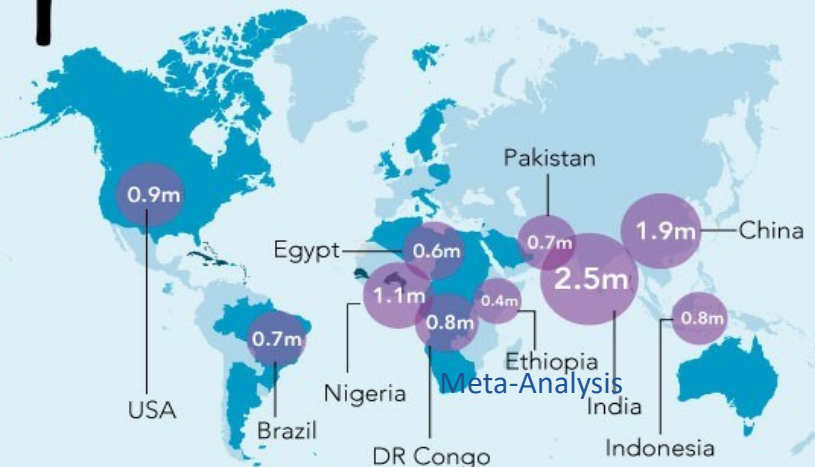 Pakistan
0.9m
1.9m
China
Egypt
0.6m
0.7m
2.5m
1.1m
0.4m
0.8m
0.8m
0.7m
Ethiopia
Nigeria
Meta-Analysis
USA
India
Brazil
Indonesia
DR Congo